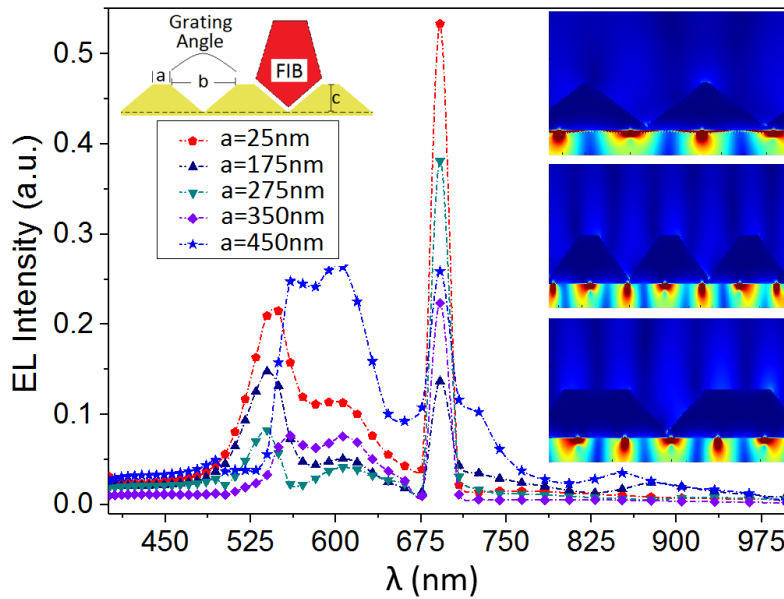 Grating
Angle
a
b
FIB
c
a=25nm
a=175nm
a=275nm
a=350nm
a=450nm
EL Intensity (a.u.)
0.5
0.4
0.3
0.2
0.1
0.0
450 525 600 675 750 825 900 975
λ (nm)